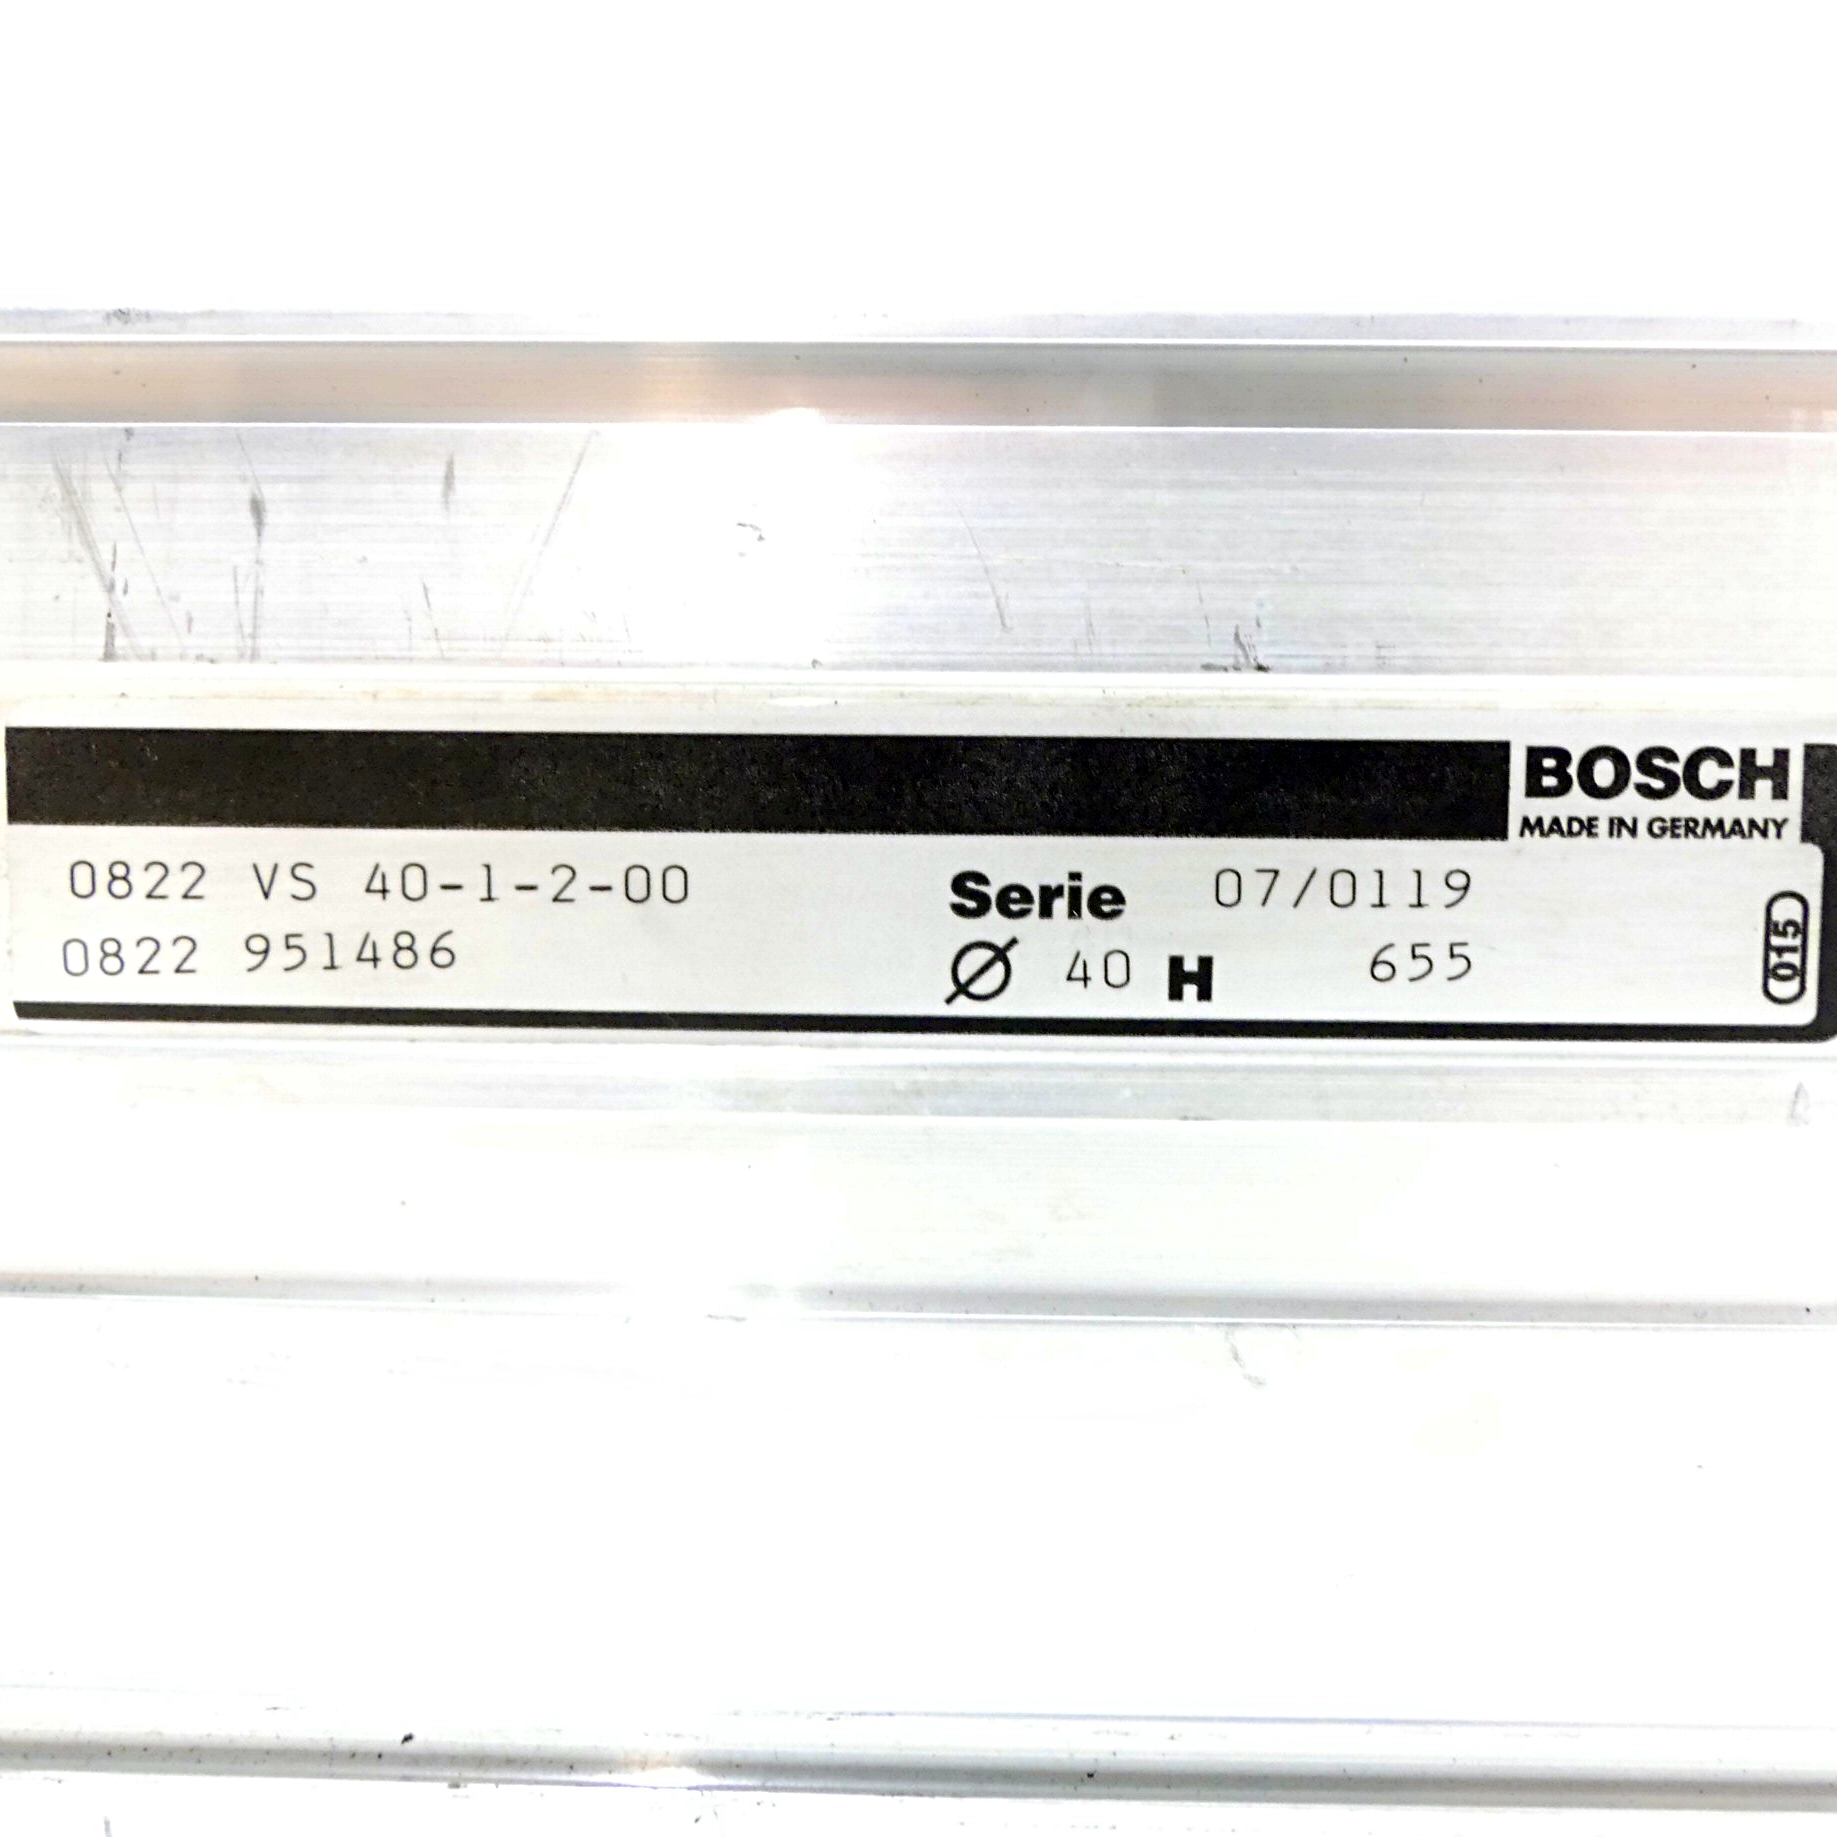 BOSCH
MADE IN GERMANY
0822 VS 40-1-2-00 Serie 07/0119
0822 951486 Ø 40 H 655
015